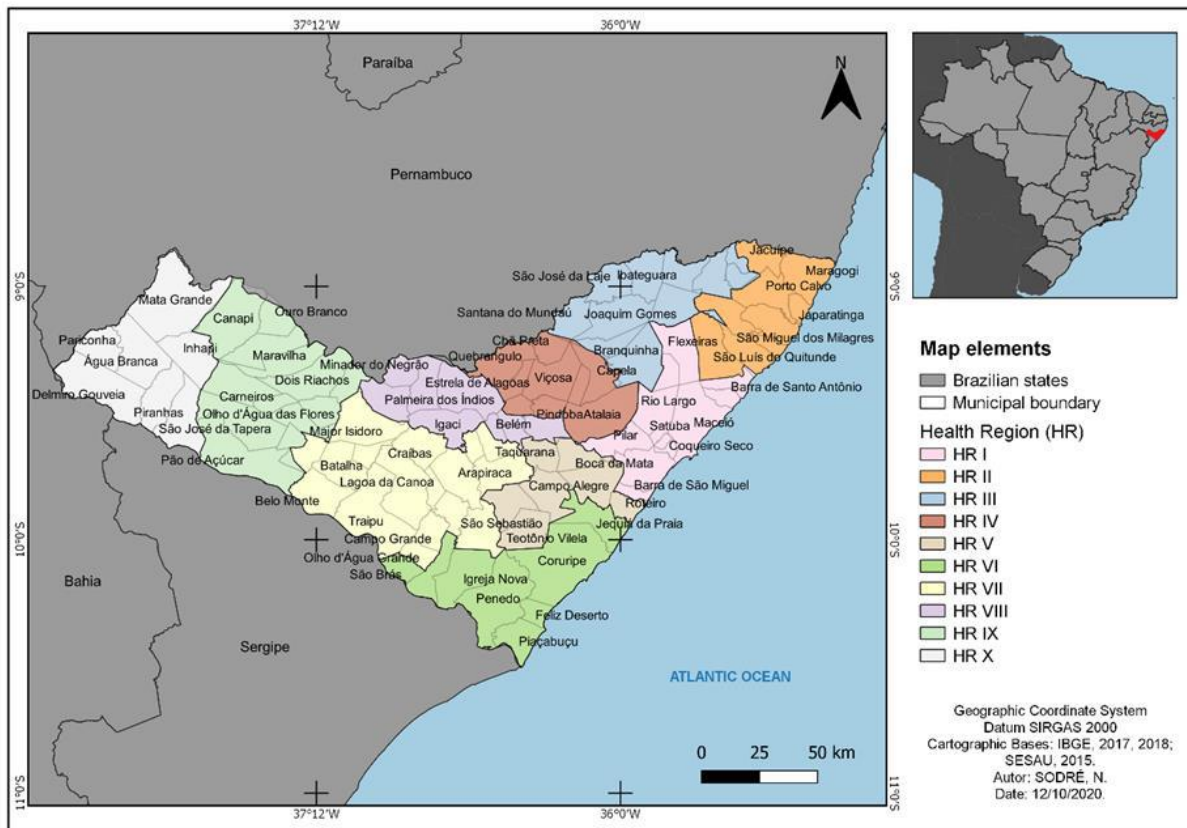 37°12'W
36°0'W
N
Paraíba
Pernambuco
Jacuípe
São José da Laje
Ibateguara
Maragogi
9°0'S
9°0'S
Mata Grande
Porto Calvo
Canapi
Ouro Branco
Santana do Mundaú
Joaquim Gomes
Japaratinga
Pariconha
Inhapi
Chã Preta
Flexeiras
São Miguel dos Milagres
Água Branca
Maravilha
Minador do Negrão
Quebrangulo
Branquinha
São Luís do Quitunde
Dois Riachos
Estrela de Alagoas
Viçosa
Capela
Barra de Santo Antônio
Delmiro Gouveia
Carneiros
Palmeira dos Índios
Rio Largo
Piranhas
Olho d'Água das Flores
Pindoba
Atalaia
Satuba
Maceió
São José da Tapera
Major Isidoro
Igaci
Belém
Pilar
Coqueiro Seco
Pão de Açúcar
Batalha
Craíbas
Taquarana
Boca da Mata
Lagoa da Canoa
Arapiraca
Campo Alegre
Barra de São Miguel
Belo Monte
Roteiro
Traipu
São Sebastião
Jequiá da Praia
Campo Grande
Teotônio Vilela
10°0'S
10°0'S
Olho d'Água Grande
Coruripe
São Brás
Igreja Nova
Bahia
Penedo
Feliz Deserto
Piaçabuçu
Sergipe
ATLANTIC OCEAN
0 25 50 km
11°0'S
11°0'S
37°12'W
36°0'W
Map elements
Brazilian states
Municipal boundary
Health Region (HR)
HR I
HR II
HR III
HR IV
HR V
HR VI
HR VII
HR VIII
HR IX
HR X
Geographic Coordinate System
Datum SIRGAS 2000
Cartographic Bases: IBGE, 2017, 2018;
SESAU, 2015.
Autor: SODRÉ, N.
Date: 12/10/2020.